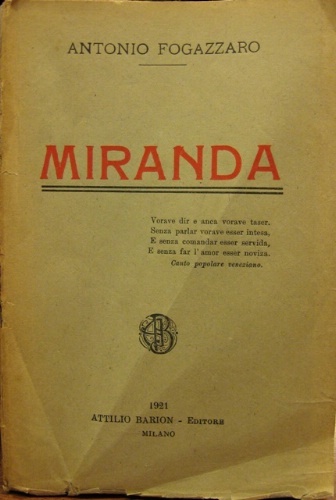 ANTONIO FOGAZZARO
MIRANDA
Vorave dir e anca vorave taser,
Senza parlar vorave esser intesa,
E senza comandar esser servida,
E senza far l'amor esser noviza.
Canto popolare veneziano.
AB
1921
ATTILIO BARION - EDITORE
MILANO